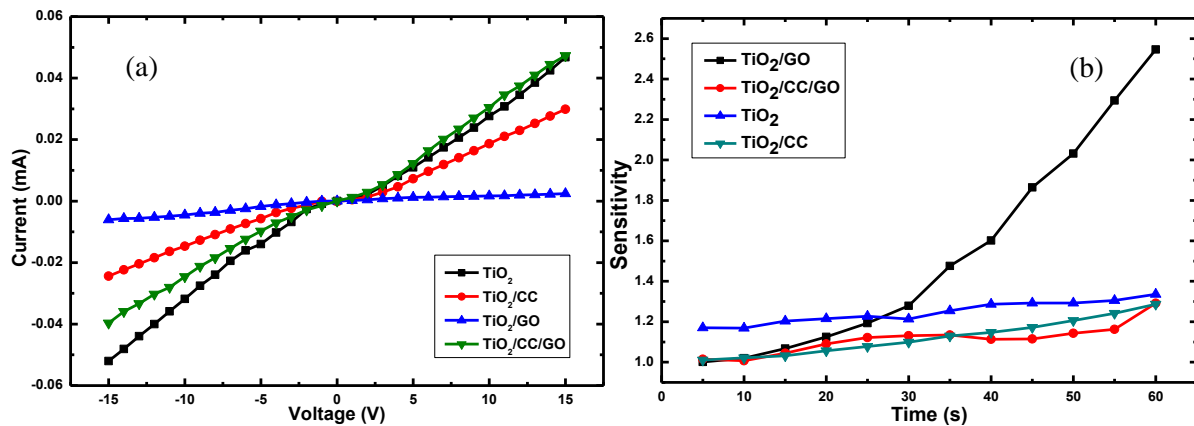 (a)
Current (mA)
0.06
0.04
0.02
0.00
-0.02
-0.04
-0.06
-15
-10
-5
0
5
10
15
Voltage (V)
TiO₂
TiO₂/CC
TiO₂/GO
TiO₂/CC/GO
(b)
Sensitivity
2.6
2.4
2.2
2.0
1.8
1.6
1.4
1.2
1.0
0
10
20
30
40
50
60
Time (s)
TiO₂/GO
TiO₂/CC/GO
TiO₂
TiO₂/CC